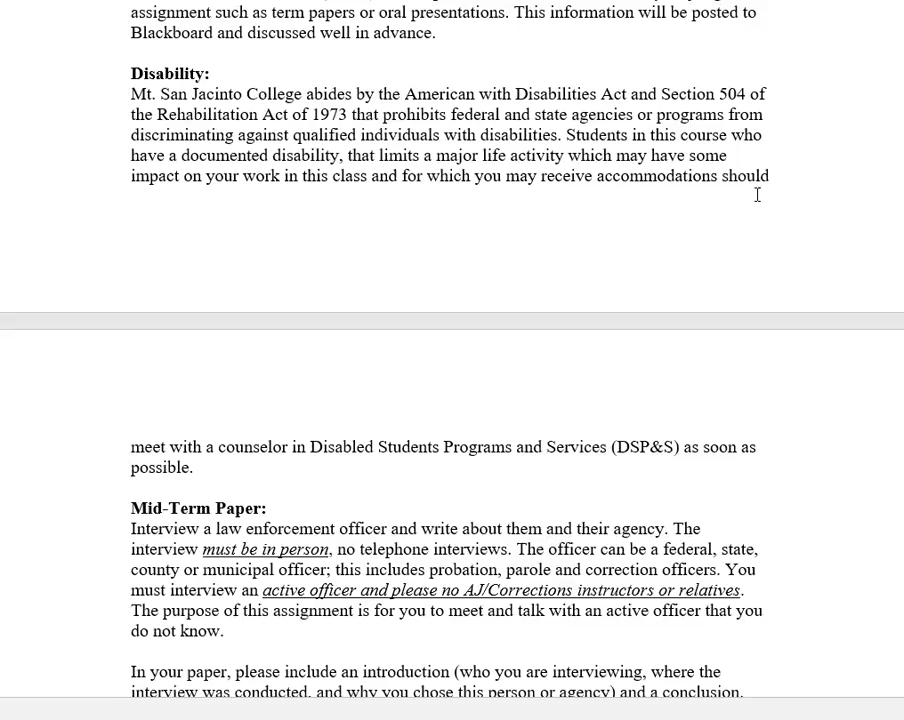 assignment such as term papers or oral presentations. This information will be posted to
Blackboard and discussed well in advance.
Disability:
Mt. San Jacinto College abides by the American with Disabilities Act and Section 504 of
the Rehabilitation Act of 1973 that prohibits federal and state agencies or programs from
discriminating against qualified individuals with disabilities. Students in this course who
have a documented disability, that limits a major life activity which may have some
impact on your work in this class and for which you may receive accommodations should
meet with a counselor in Disabled Students Programs and Services (DSP&S) as soon as
possible.
Mid-Term Paper:
Interview a law enforcement officer and write about them and their agency. The
interview must be in person, no telephone interviews. The officer can be a federal, state,
county or municipal officer; this includes probation, parole and correction officers. You
must interview an active officer and please no AJ/Corrections instructors or relatives.
The purpose of this assignment is for you to meet and talk with an active officer that you
do not know.
In your paper, please include an introduction (who you are interviewing, where the
interview was conducted, and why you chose this person or agency) and a conclusion.